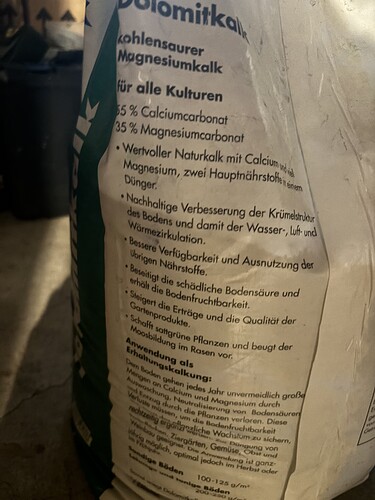 Dolomitkalk
kohlensaurer
Magnesiumkalk
für alle Kulturen
55 % Calciumcarbonat
35 % Magnesiumcarbonat
• Wertvoller Naturkalk mit Calcium und
Magnesium, zwei Hauptnährstoffe in einem
Dünger.
• Nachhaltige Verbesserung der Krümelstruktur
des Bodens und damit der Wasser-, Luft- und
Wärmezirkulation.
• Bessere Verfügbarkeit und Ausnutzung der
übrigen Nährstoffe.
• Beseitigt die schädliche Bodensäure und
erhält die Bodenfruchtbarkeit.
• Steigert die Erträge und die Qualität der
Gartenprodukte.
• Schafft sattgrüne Pflanzen und beugt der
Moosbildung im Rasen vor.
Anwendung als
Erhaltungskalkung:
Dem Boden gehen jedes Jahr unvermeidlich große
Mengen an Calcium und Magnesium durch
Auswaschung, Neutralisierung von Bodensäuren
und Entzug durch die Pflanzen verloren. Diese
Verluste müssen, um die Bodenfruchtbarkeit
Wachstum zu sichern,
Ziergärten, Gemüse, Obst und
geeignet. Die Anwendung ist ganz-
möglich, optimal jedoch im Herbst oder
Böden 100-125 g/m²